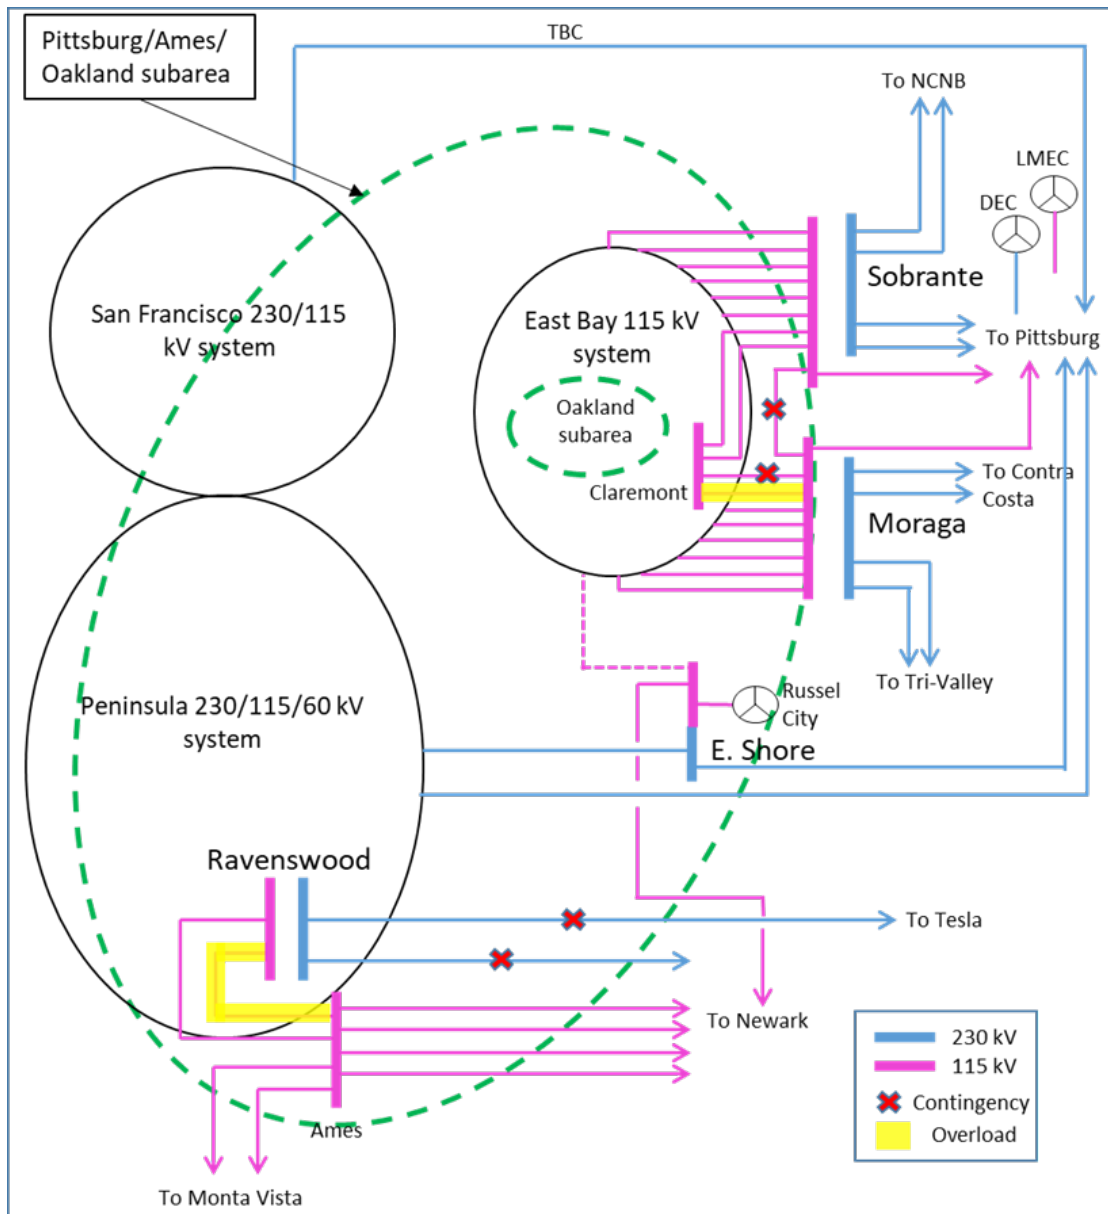 Pittsburg/Ames/
Oakland subarea
TBC
To NCNB
LMEC
DEC
Sobrante
San Francisco 230/115
kV system
East Bay 115 kV
system
To Pittsburg
Oakland
subarea
Claremont
To Contra
Costa
Moraga
To Tri-Valley
Russel
City
Peninsula 230/115/60 kV
system
E. Shore
Ravenswood
To Tesla
To Newark
230 kV
115 kV
Contingency
Overload
Ames
To Monta Vista